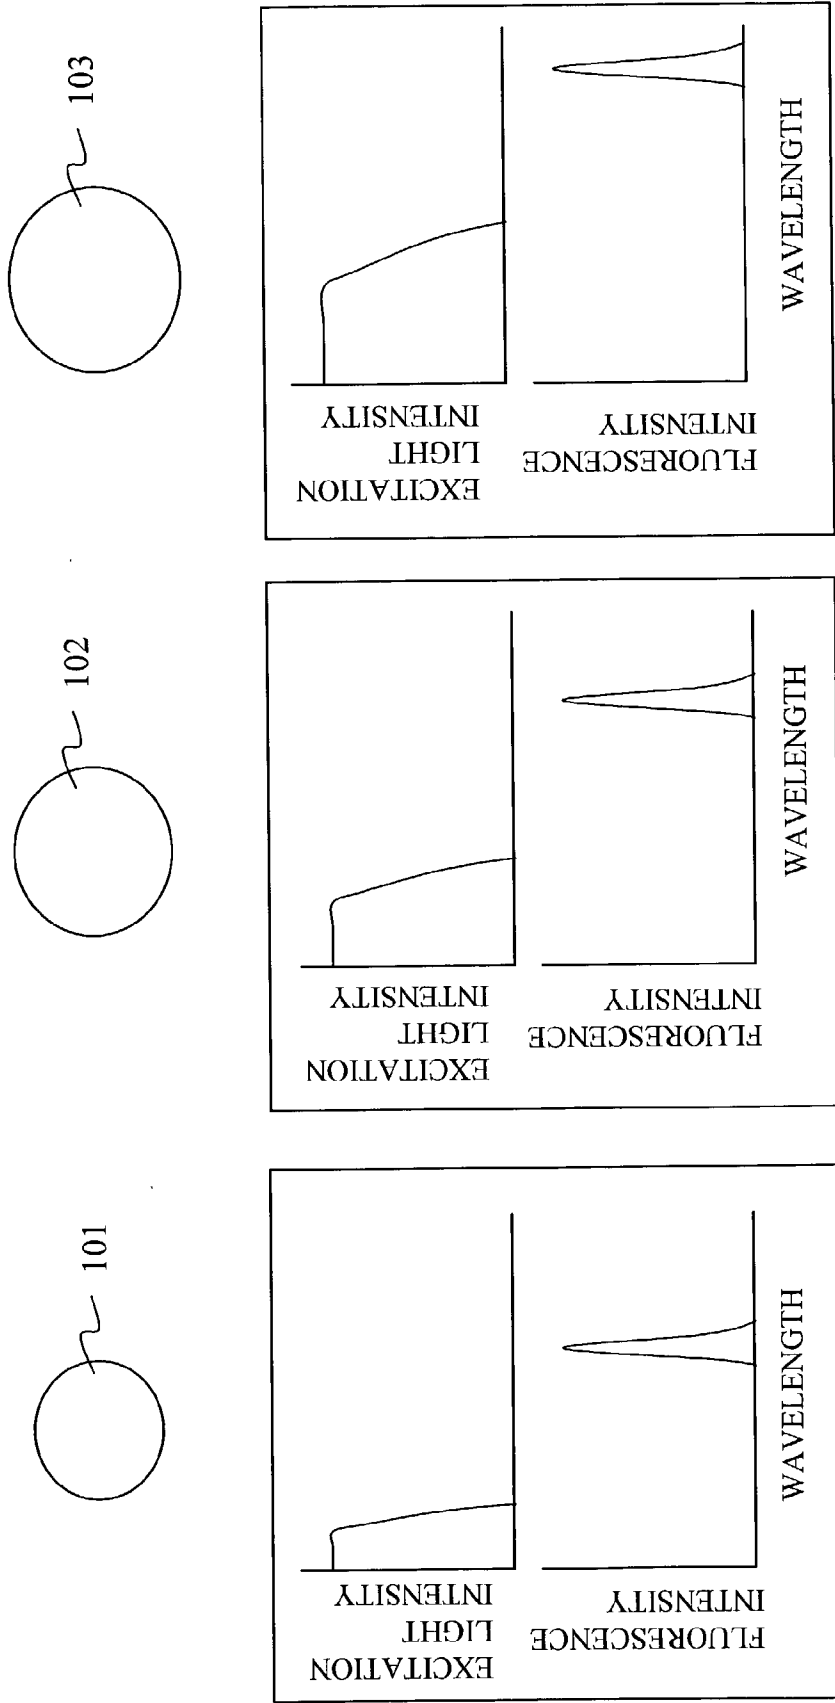 101
102
103
EXCITATION
LIGHT
INTENSITY
FLUORESCENCE
INTENSITY
WAVELENGTH
EXCITATION
LIGHT
INTENSITY
FLUORESCENCE
INTENSITY
WAVELENGTH
EXCITATION
LIGHT
INTENSITY
FLUORESCENCE
INTENSITY
WAVELENGTH